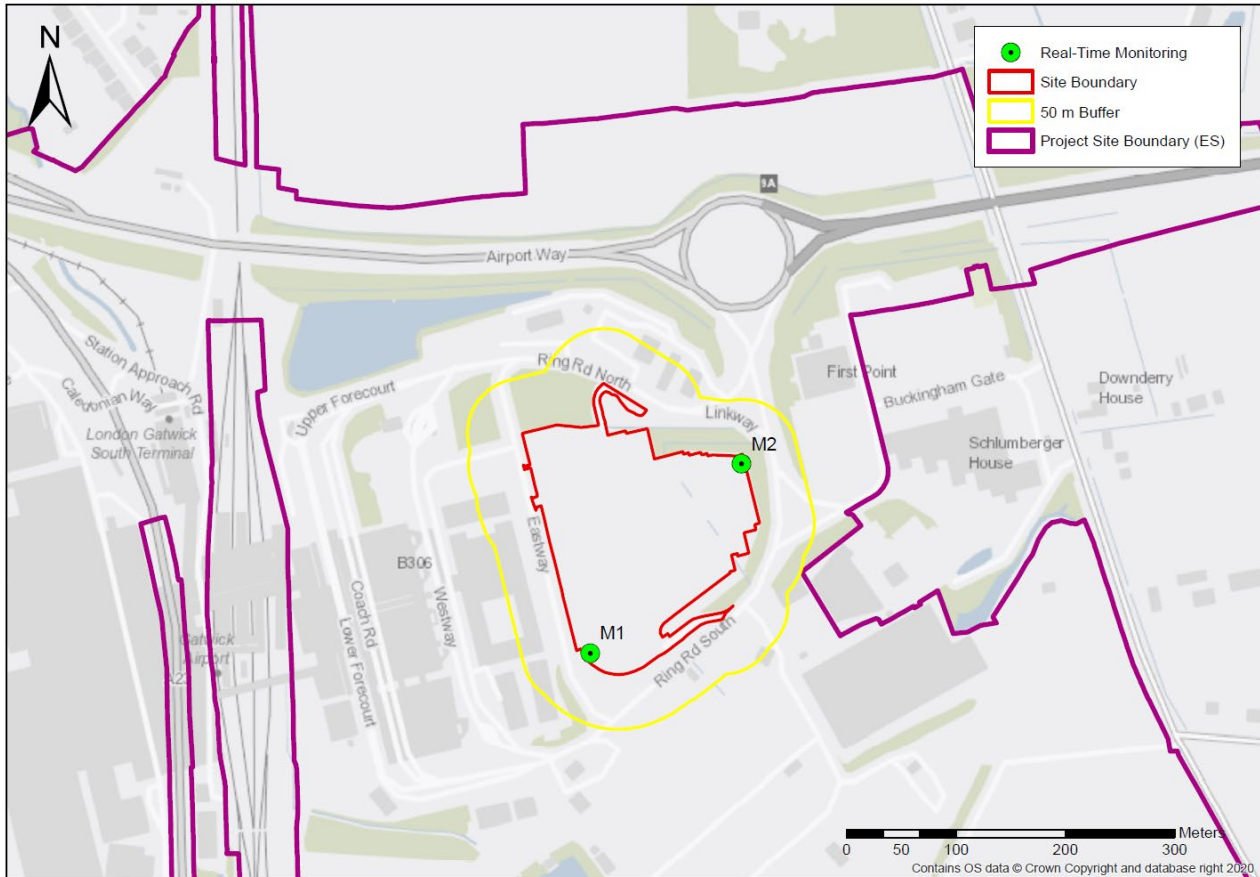 N
Real-Time Monitoring
Site Boundary
50 m Buffer
Project Site Boundary (ES)
9A
Airport Way
Station Approach Rd
Caledonian Way
London Gatwick
South Terminal
Upper Forecourt
Ring Rd North
Linkway
First Point
Buckingham Gate
Downderry
House
Schlumberger
House
M2
Eastway
B306
Westway
Coach Rd
Lower Forecourt
M1
Ring Rd South
Gatwick
Airport
Meters
0 50 100 200 300
Contains OS data © Crown Copyright and database right 2020